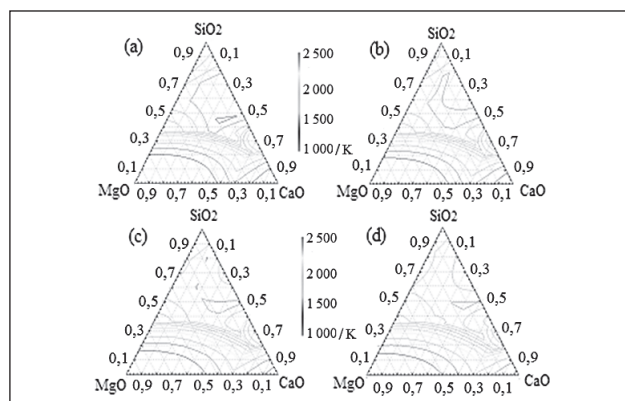 SiO2 SiO2
(a) 0,9 0,1 2 500 (b) 0,9 0,1
0,7 0,3 2 000 0,7 0,3
0,5 0,5 1 500 0,5 0,5
0,3 0,7 1 000 /K 0,3 0,7
0,1 0,9 0,1 0,9
MgO 0,9 0,7 0,5 0,3 0,1 CaO MgO 0,9 0,7 0,5 0,3 0,1 CaO
SiO2 SiO2
(c) 0,9 0,1 2 500 (d) 0,9 0,1
0,7 0,3 2 000 0,7 0,3
0,5 0,5 1 500 0,5 0,5
0,3 0,7 1 000 /K 0,3 0,7
0,1 0,9 0,1 0,9
MgO 0,9 0,7 0,5 0,3 0,1 CaO MgO 0,9 0,7 0,5 0,3 0,1 CaO